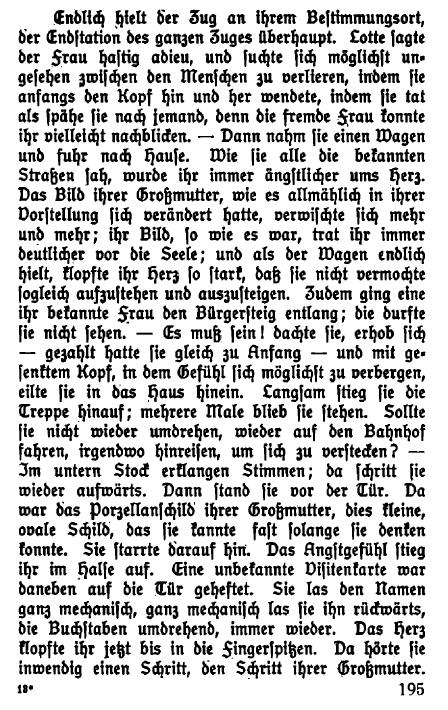 Endlich hielt der Zug an ihrem Bestimmungsort,
der Endstation des ganzen Zuges überhaupt. Lotte sagte
der Frau hastig adieu, und suchte sich möglichst un-
gesehen zwischen den Menschen zu verlieren, indem sie
anfangs den Kopf hin und her wendete, indem sie tat
als spähe sie nach jemand, denn die fremde Frau konnte
ihr vielleicht nachblicken. — Dann nahm sie einen Wagen
und fuhr nach Hause. Wie sie alle die bekannten
Straßen sah, wurde ihr immer ängstlicher ums Herz.
Das Bild ihrer Großmutter, wie es allmählich in ihrer
Vorstellung sich verändert hatte, verwischte sich mehr
und mehr; ihr Bild, so wie es war, trat ihr immer
deutlicher vor die Seele; und als der Wagen endlich
hielt, klopfte ihr Herz so stark, daß sie nicht vermochte
sogleich aufzustehen und auszusteigen. Zudem ging eine
ihr bekannte Frau den Bürgersteig entlang; die durfte
sie nicht sehen. — Es muß sein! dachte sie, erhob sich
— gezahlt hatte sie gleich zu Anfang — und mit ge-
senktem Kopf, in dem Gefühl sich möglichst zu verbergen,
eilte sie in das Haus hinein. Langsam stieg sie die
Treppe hinauf; mehrere Male blieb sie stehen. Sollte
sie nicht wieder umdrehen, wieder auf den Bahnhof
fahren, irgendwo hinreisen, um sich zu verstecken? —
Im untern Stock erklangen Stimmen; da schritt sie
wieder aufwärts. Dann stand sie vor der Tür. Da
war das Porzellanschild ihrer Großmutter, dies kleine,
ovale Schild, das sie kannte fast solange sie denken
konnte. Sie starrte darauf hin. Das Angstgefühl stieg
ihr im Halse auf. Eine unbekannte Visitenkarte war
daneben auf die Tür geheftet. Sie las den Namen
ganz mechanisch, ganz mechanisch las sie ihn rückwärts,
die Buchstaben umdrehend, immer wieder. Das Herz
klopfte ihr jetzt bis in die Fingerspitzen. Da hörte sie
inwendig einen Schritt, den Schritt ihrer Großmutter.
13* 195